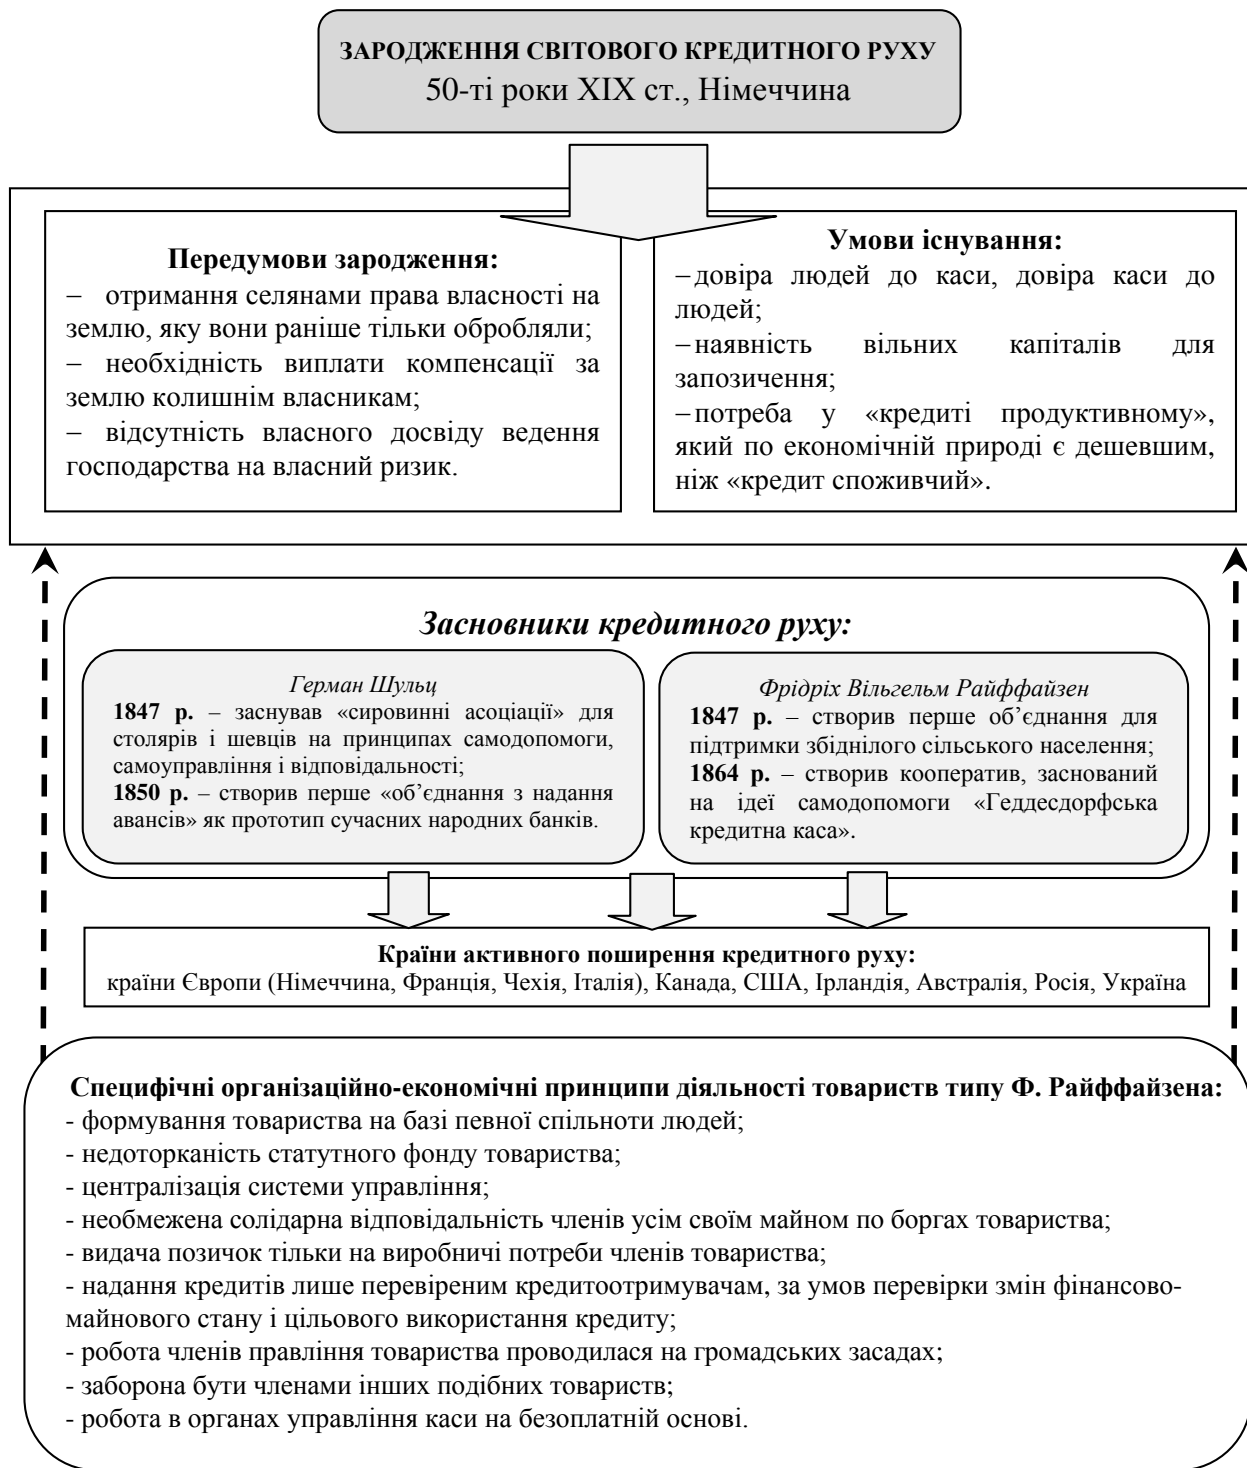 ЗАРОДЖЕННЯ СВІТОВОГО КРЕДИТНОГО РУХУ
50-ті роки XIX ст., Німеччина
Передумови зародження:
– отримання селянами права власності на
землю, яку вони раніше тільки обробляли;
– необхідність виплати компенсації за
землю колишнім власникам;
– відсутність власного досвіду ведення
господарства на власний ризик.
Умови існування:
– довіра людей до каси, довіра каси до
людей;
– наявність вільних капіталів для
запозичення;
– потреба у «кредиті продуктивному»,
який по економічній природі є дешевшим,
ніж «кредит споживчий».
Засновники кредитного руху:
Герман Шульц
1847 р. – заснував «сировинні асоціації» для
столярів і шевців на принципах самодопомоги,
самоуправління і відповідальності;
1850 р. – створив перше «об’єднання з надання
авансів» як прототип сучасних народних банків.
Фрідріх Вільгельм Райффайзен
1847 р. – створив перше об’єднання для
підтримки збіднілого сільського населення;
1864 р. – створив кооператив, заснований
на ідеї самодопомоги «Геддесдорфська
кредитна каса».
Країни активного поширення кредитного руху:
країни Європи (Німеччина, Франція, Чехія, Італія), Канада, США, Ірландія, Австралія, Росія, Україна
Специфічні організаційно-економічні принципи діяльності товариств типу Ф. Райффайзена:
- формування товариства на базі певної спільноти людей;
- недоторканість статутного фонду товариства;
- централізація системи управління;
- необмежена солідарна відповідальність членів усім своїм майном по боргах товариства;
- видача позичок тільки на виробничі потреби членів товариства;
- надання кредитів лише перевіреним кредитоотримувачам, за умов перевірки змін фінансово-
майнового стану і цільового використання кредиту;
- робота членів правління товариства проводилася на громадських засадах;
- заборона бути членами інших подібних товариств;
- робота в органах управління каси на безоплатній основі.